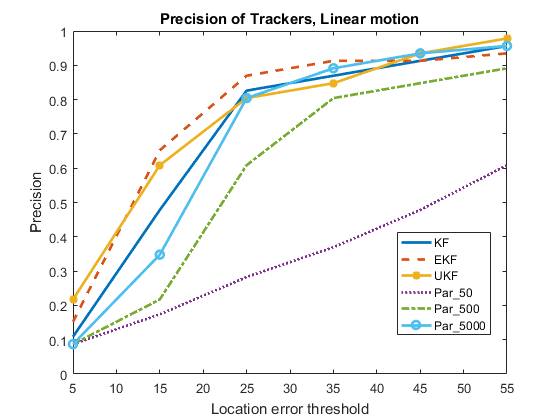 Precision of Trackers, Linear motion
1
0.9
0.8
0.7
0.6
0.5
0.4
0.3
0.2
0.1
0
Precision
KF
EKF
UKF
Par_50
Par_500
Par_5000
5 10 15 20 25 30 35 40 45 50 55
Location error threshold